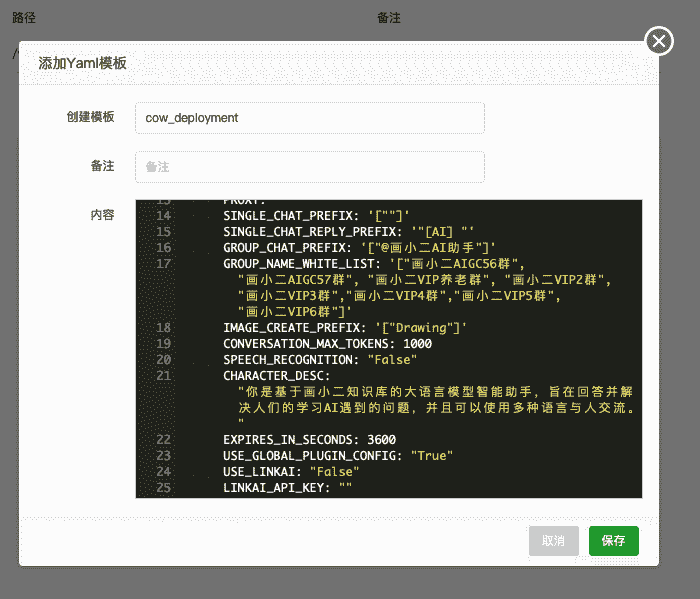 路径 备注
添加Yaml模板
创建模板 cow_deployment
备注 备注
内容
13 PROXY:
14 SINGLE_CHAT_PREFIX: '[""]'
15 SINGLE_CHAT_REPLY_PREFIX: '"[AI] "'
16 GROUP_CHAT_PREFIX: '["@画小二AI助手"]'
17 GROUP_NAME_WHITE_LIST: '["画小二AIGC56群",
"画小二AIGC57群", "画小二VIP养老群", "画小二VIP2群",
"画小二VIP3群","画小二VIP4群","画小二VIP5群",
"画小二VIP6群"]'
18 IMAGE_CREATE_PREFIX: '["Drawing"]'
19 CONVERSATION_MAX_TOKENS: 1000
20 SPEECH_RECOGNITION: "False"
21 CHARACTER_DESC:
"你是基于画小二知识库的大语言模型智能助手，旨在回答并解
决人们的学习AI遇到的问题，并且可以使用多种语言与人交流。
"
22 EXPIRES_IN_SECONDS: 3600
23 USE_GLOBAL_PLUGIN_CONFIG: "True"
24 USE_LINKAI: "False"
25 LINKAI_API_KEY: ""
取消 保存